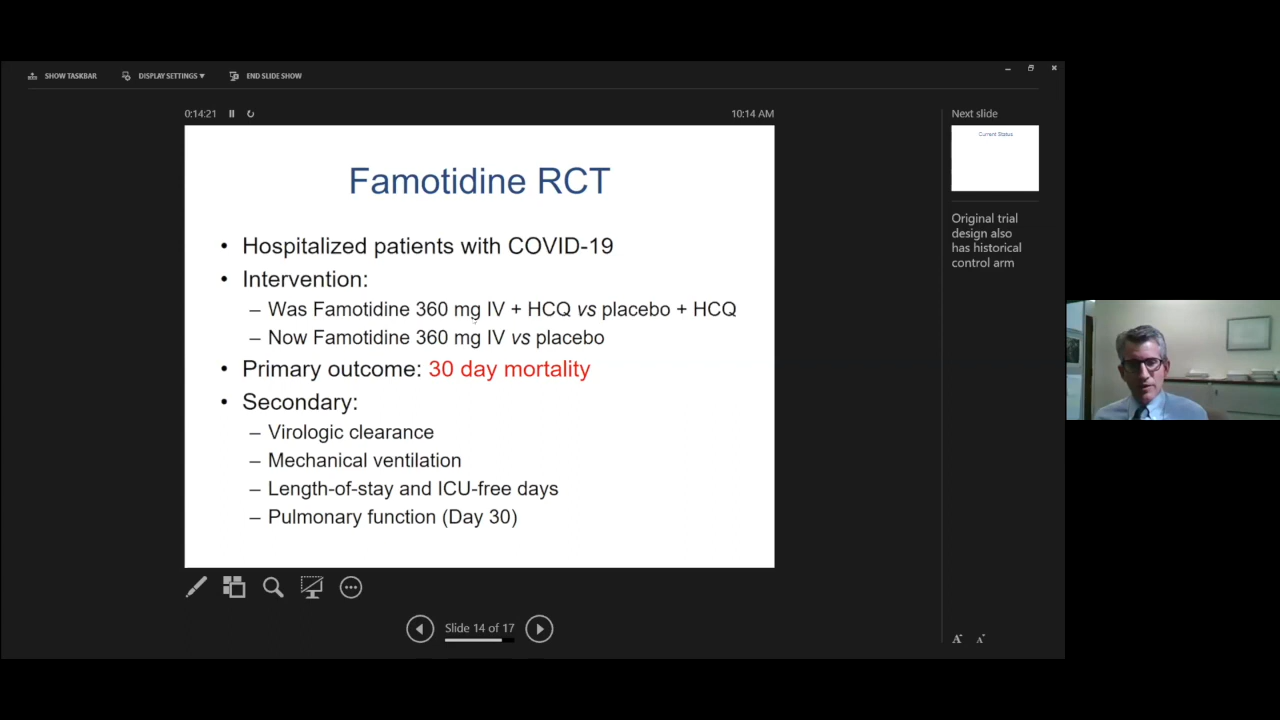 SHOW TASKBAR DISPLAY SETTINGS ▾ END SLIDE SHOW
0:14:21 10:14 AM
Famotidine RCT
• Hospitalized patients with COVID-19
• Intervention:
– Was Famotidine 360 mg IV + HCQ vs placebo + HCQ
– Now Famotidine 360 mg IV vs placebo
• Primary outcome: 30 day mortality
• Secondary:
– Virologic clearance
– Mechanical ventilation
– Length-of-stay and ICU-free days
– Pulmonary function (Day 30)
Slide 14 of 17
Next slide
Current Status
Original trial
design also
has historical
control arm
A A